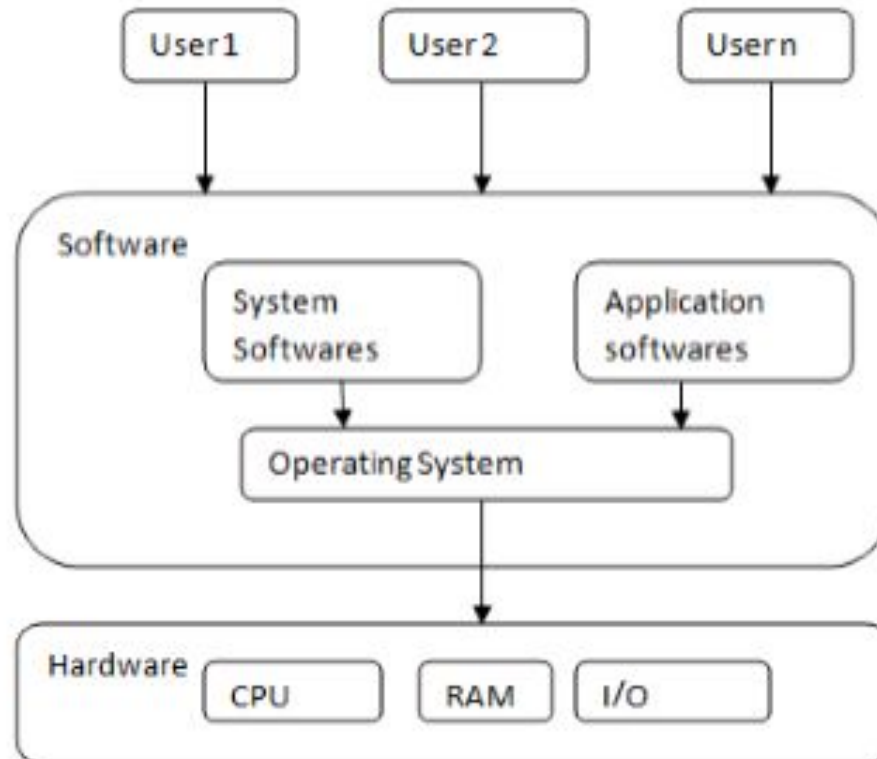 User1
User2
Usern
Software
System
Softwares
Application
softwares
Operating System
Hardware
CPU
RAM
I/O